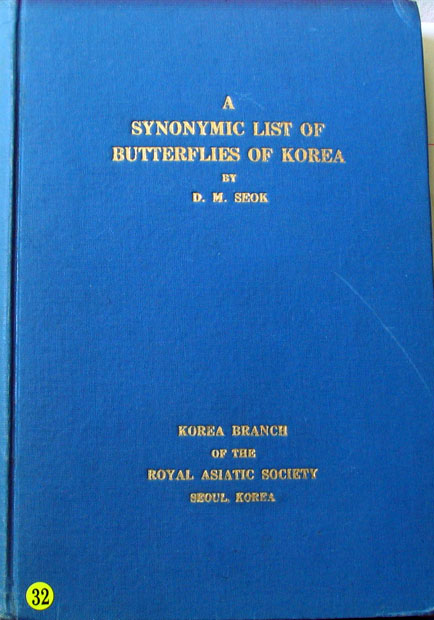 A
SYNONYMIC LIST OF
BUTTERFLIES OF KOREA
BY
D. M. SEOK
KOREA BRANCH
OF THE
ROYAL ASIATIC SOCIETY
SEOUL, KOREA
32